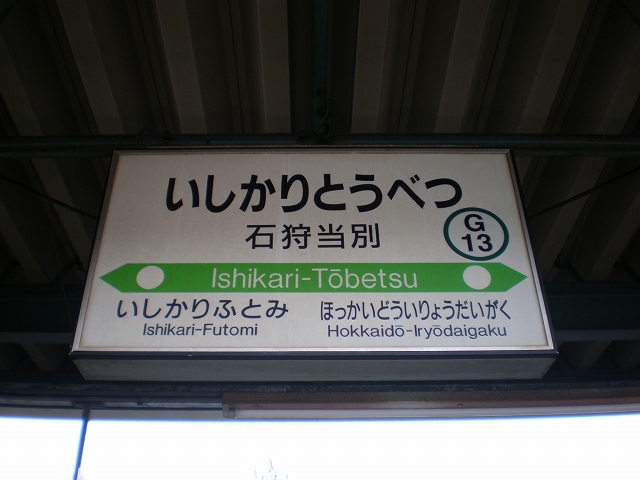 いしかりとうべつ
石狩当別
G
13
Ishikari-Tōbetsu
いしかりふとみ
Ishikari-Futomi
ほっかいどういりょうだいがく
Hokkaidō-Iryōdaigaku